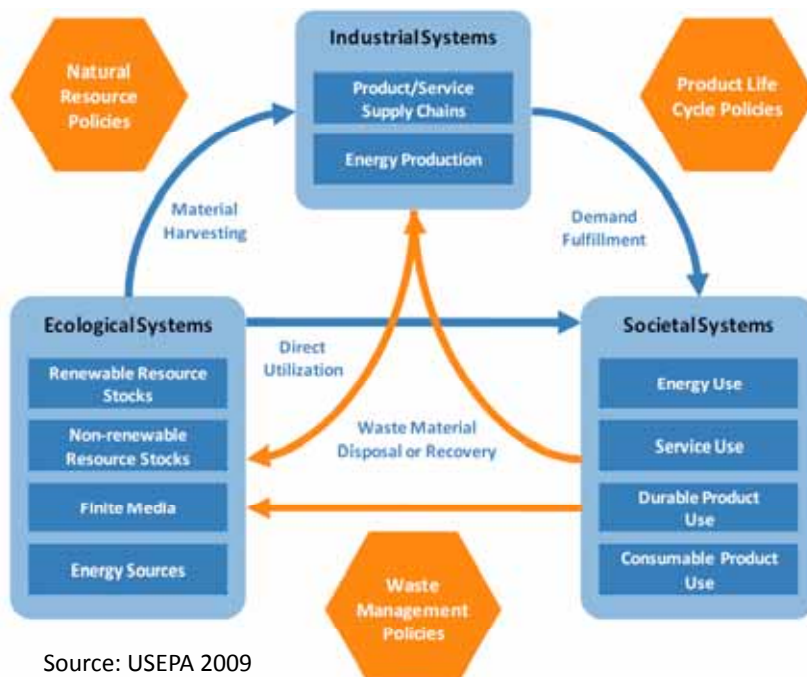 Natural
Resource
Policies
Industrial Systems
Product/Service
Supply Chains
Energy Production
Product Life
Cycle Policies
Material
Harvesting
Demand
Fulfillment
Ecological Systems
Renewable Resource
Stocks
Non-renewable
Resource Stocks
Finite Media
Energy Sources
Direct
Utilization
Waste Material
Disposal or Recovery
Societal Systems
Energy Use
Service Use
Durable Product
Use
Consumable Product
Use
Waste
Management
Policies
Source: USEPA 2009